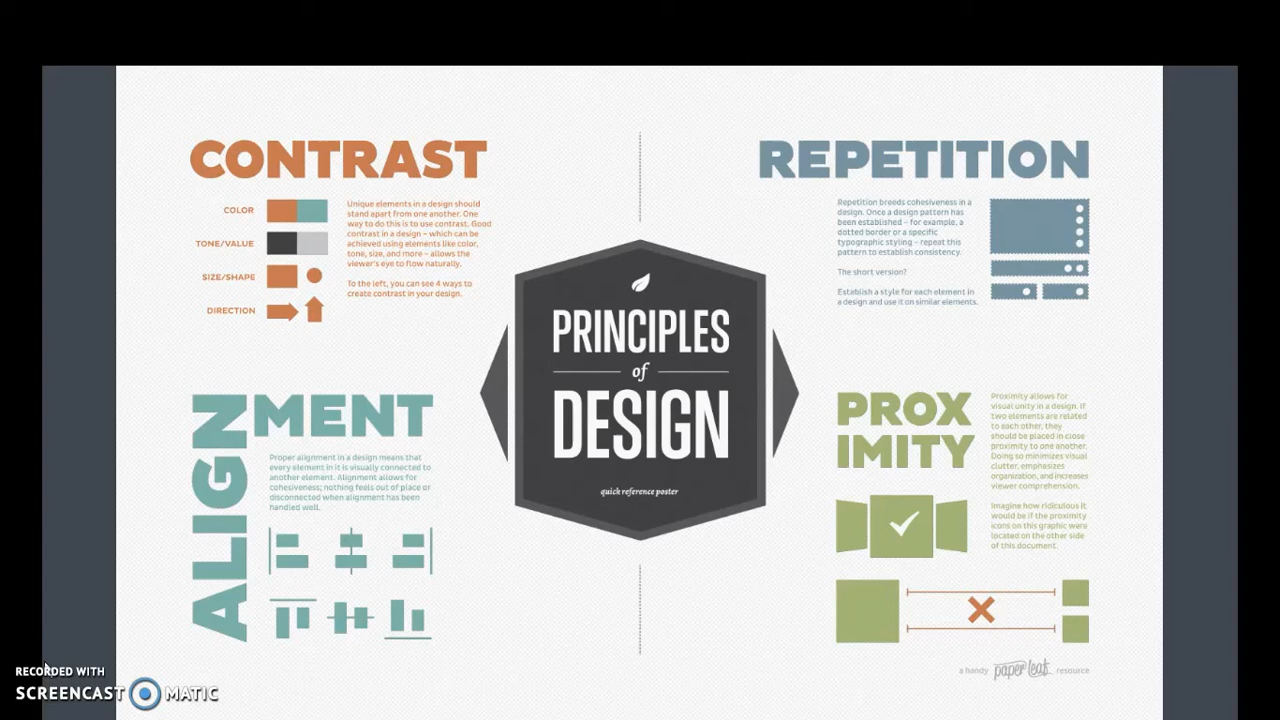 CONTRAST
COLOR
TONE/VALUE
SIZE/SHAPE
DIRECTION
Unique elements in a design should
stand apart from one another. One
way to do this is to use contrast. Good
contrast in a design – which can be
achieved using elements like color,
tone, size, and more – allows the
viewer's eye to flow naturally.
To the left, you can see 4 ways to
create contrast in your design.
REPETITION
Repetition breeds cohesiveness in a
design. Once a design pattern has
been established – for example, a
dotted border or a specific
typographic styling – repeat this
pattern to establish consistency.
The short version?
Establish a style for each element in
a design and use it on similar elements.
PRINCIPLES
of
DESIGN
quick reference poster
ALIGNMENT
Proper alignment in a design means that
every element in it is visually connected to
another element. Alignment allows for
cohesiveness; nothing feels out of place or
disconnected when alignment has been
handled well.
PROX
IMITY
Proximity allows for
visual unity in a design. If
two elements are related
to each other, they
should be placed in close
proximity to one another.
Doing so minimizes visual
clutter, emphasizes
organization, and increases
viewer comprehension.
Imagine how ridiculous it
would be if the proximity
icons on this graphic were
located on the other side
of this document.
a handy paper leaf resource
RECORDED WITH
SCREENCAST MATIC